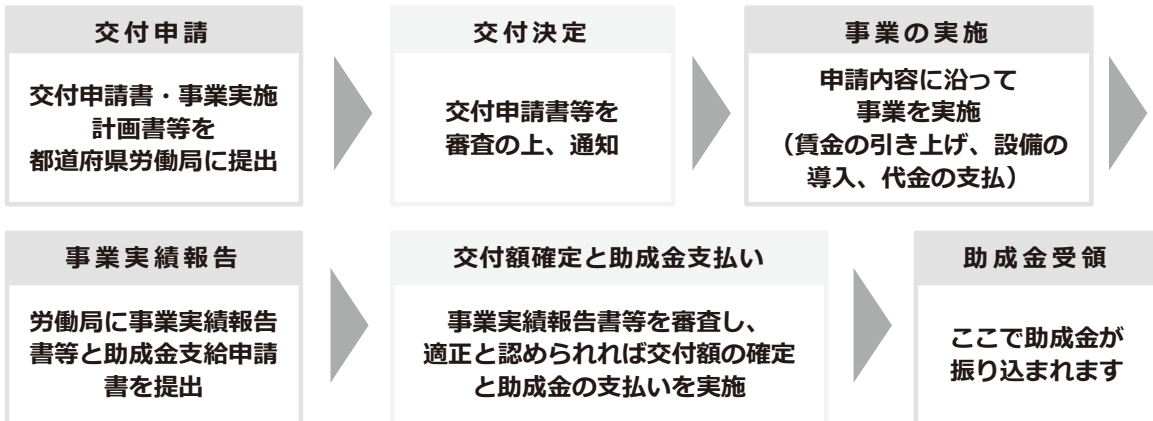 交付申請
交付申請書・事業実施
計画書等を
都道府県労働局に提出
交付決定
交付申請書等を
審査の上、通知
事業の実施
申請内容に沿って
事業を実施
（賃金の引き上げ、設備の
導入、代金の支払）
事業実績報告
労働局に事業実績報告
書等と助成金支給申請
書を提出
交付額確定と助成金支払い
事業実績報告書等を審査し、
適正と認められれば交付額の確定
と助成金の支払いを実施
助成金受領
ここで助成金が
振り込まれます